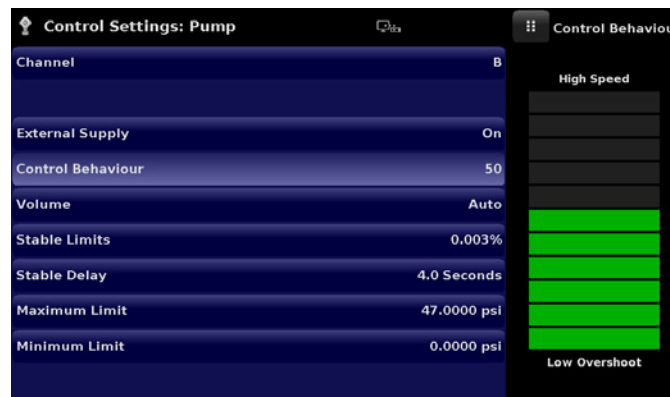 Control Settings: Pump
Control Behaviou
Channel B
High Speed
External Supply On
Control Behaviour 50
Volume Auto
Stable Limits 0.003%
Stable Delay 4.0 Seconds
Maximum Limit 47.0000 psi
Minimum Limit 0.0000 psi
Low Overshoot